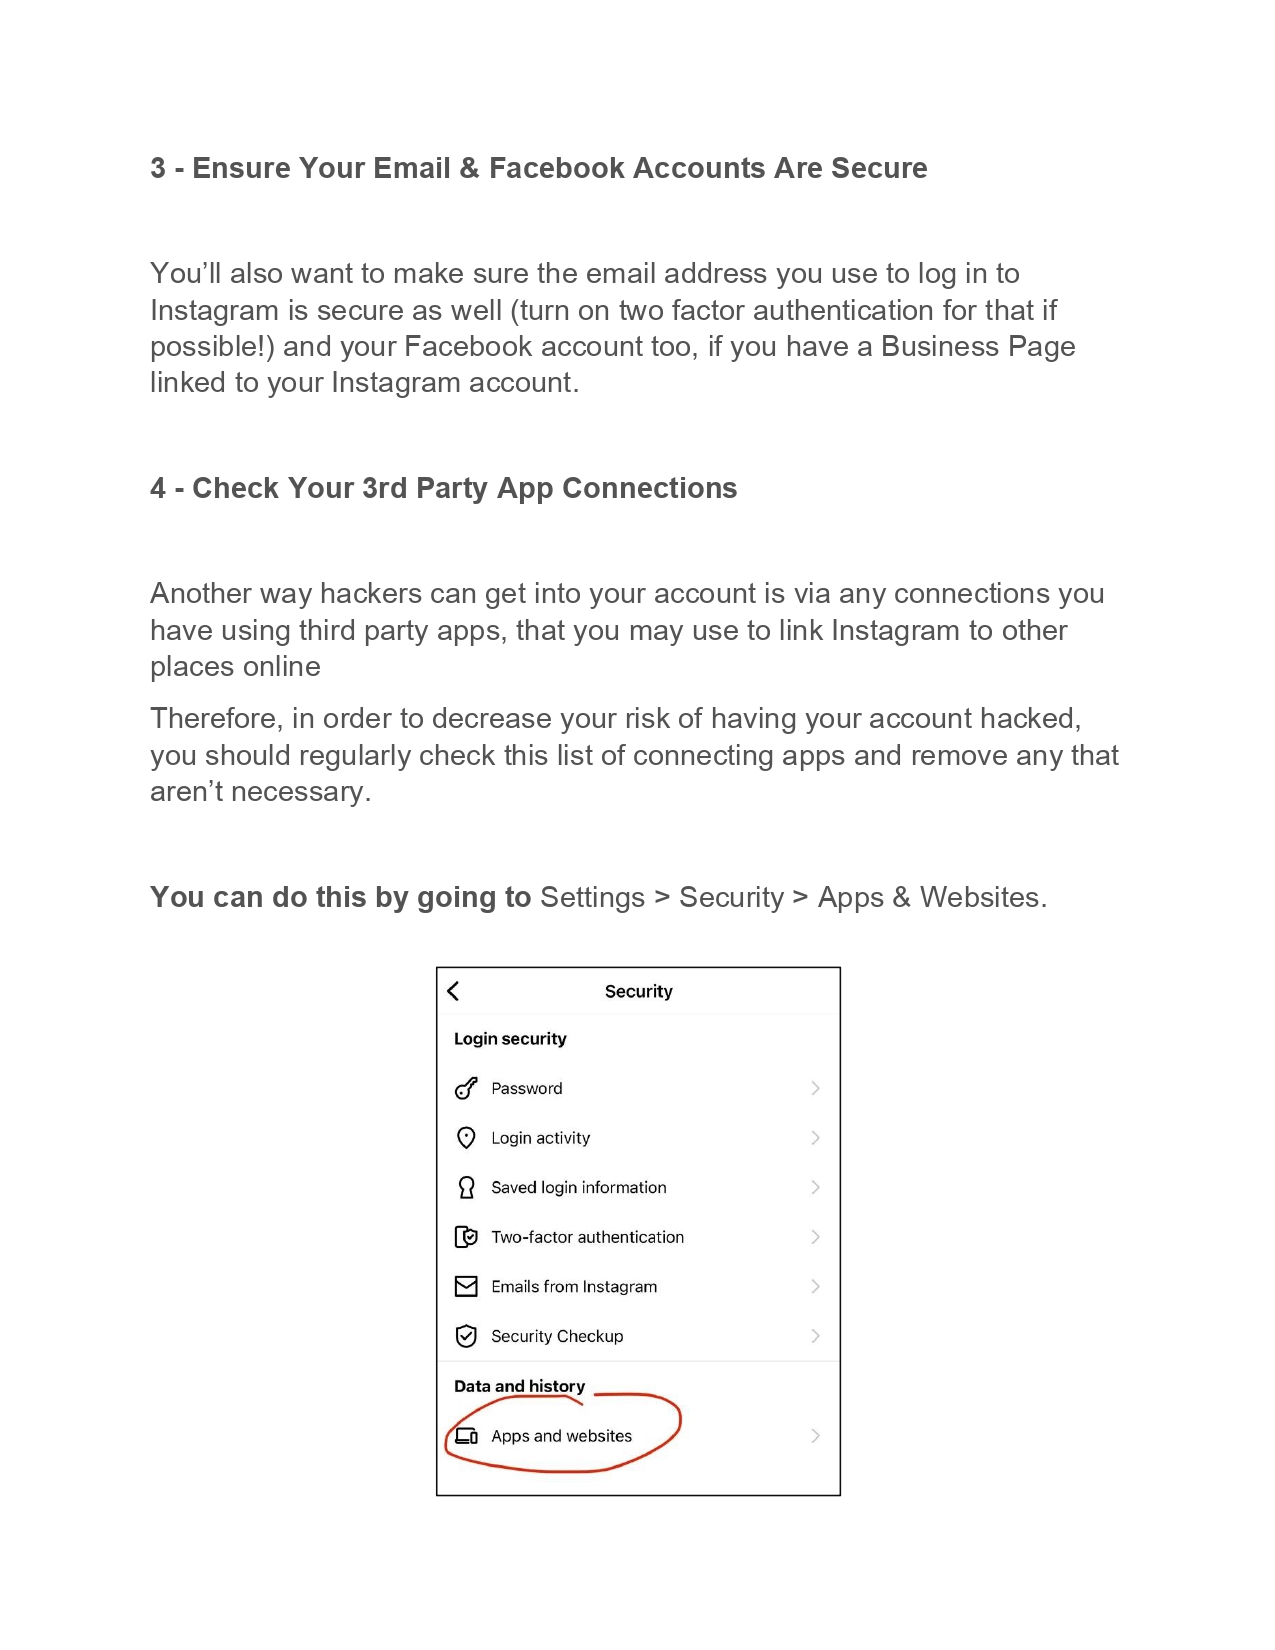 3 - Ensure Your Email & Facebook Accounts Are Secure
You’ll also want to make sure the email address you use to log in to
Instagram is secure as well (turn on two factor authentication for that if
possible!) and your Facebook account too, if you have a Business Page
linked to your Instagram account.
4 - Check Your 3rd Party App Connections
Another way hackers can get into your account is via any connections you
have using third party apps, that you may use to link Instagram to other
places online
Therefore, in order to decrease your risk of having your account hacked,
you should regularly check this list of connecting apps and remove any that
aren’t necessary.
You can do this by going to Settings > Security > Apps & Websites.
Security
Login security
Password
Login activity
Saved login information
Two-factor authentication
Emails from Instagram
Security Checkup
Data and history
Apps and websites